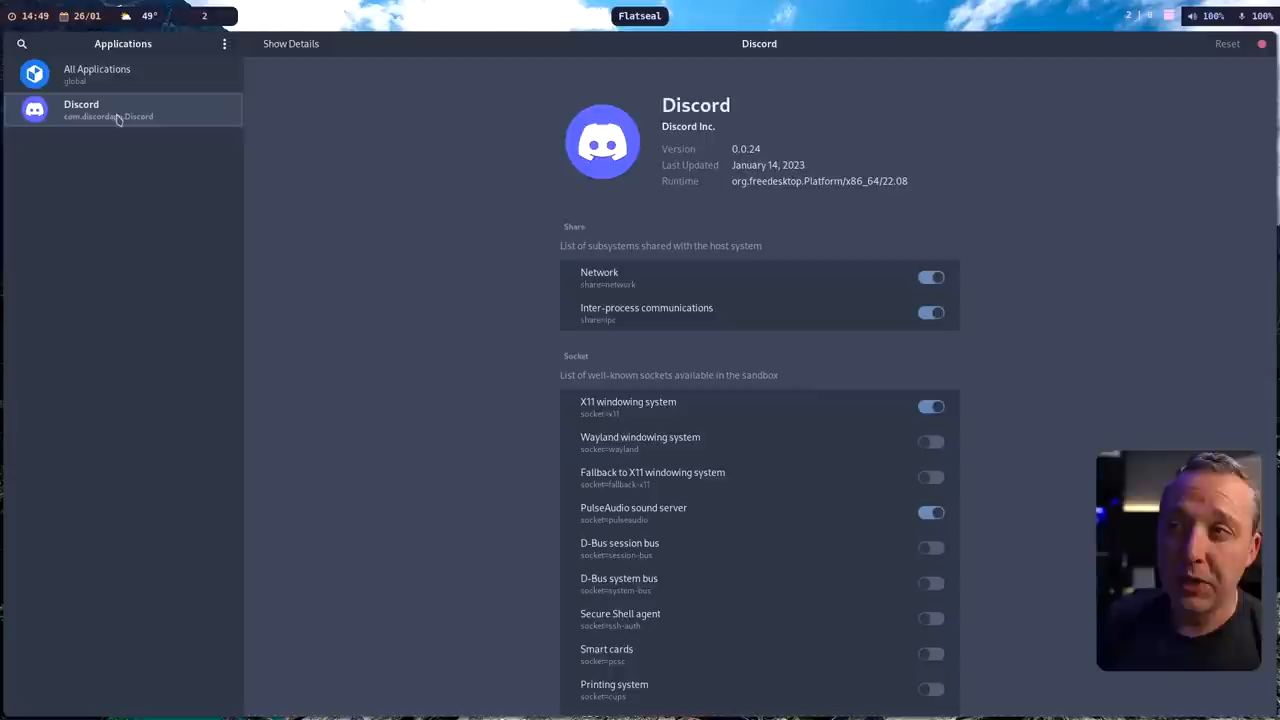 14:49 26/01 49° 2
Flatseal
100% 100%
Applications
Show Details
Discord
Reset
All Applications
global
Discord
Discord
Discord Inc.
Version 0.0.24
Last Updated January 14, 2023
Runtime org.freedesktop.Platform/x86_64/22.08
Share
List of subsystems shared with the host system
Network
share=network
Inter-process communications
share=ipc
Socket
List of well-known sockets available in the sandbox
X11 windowing system
socket=x11
Wayland windowing system
socket=wayland
Fallback to X11 windowing system
socket=fallback-x11
PulseAudio sound server
socket=pulseaudio
D-Bus session bus
socket=session-bus
D-Bus system bus
socket=system-bus
Secure Shell agent
socket=ssh-auth
Smart cards
socket=pcsc
Printing system
socket=cups